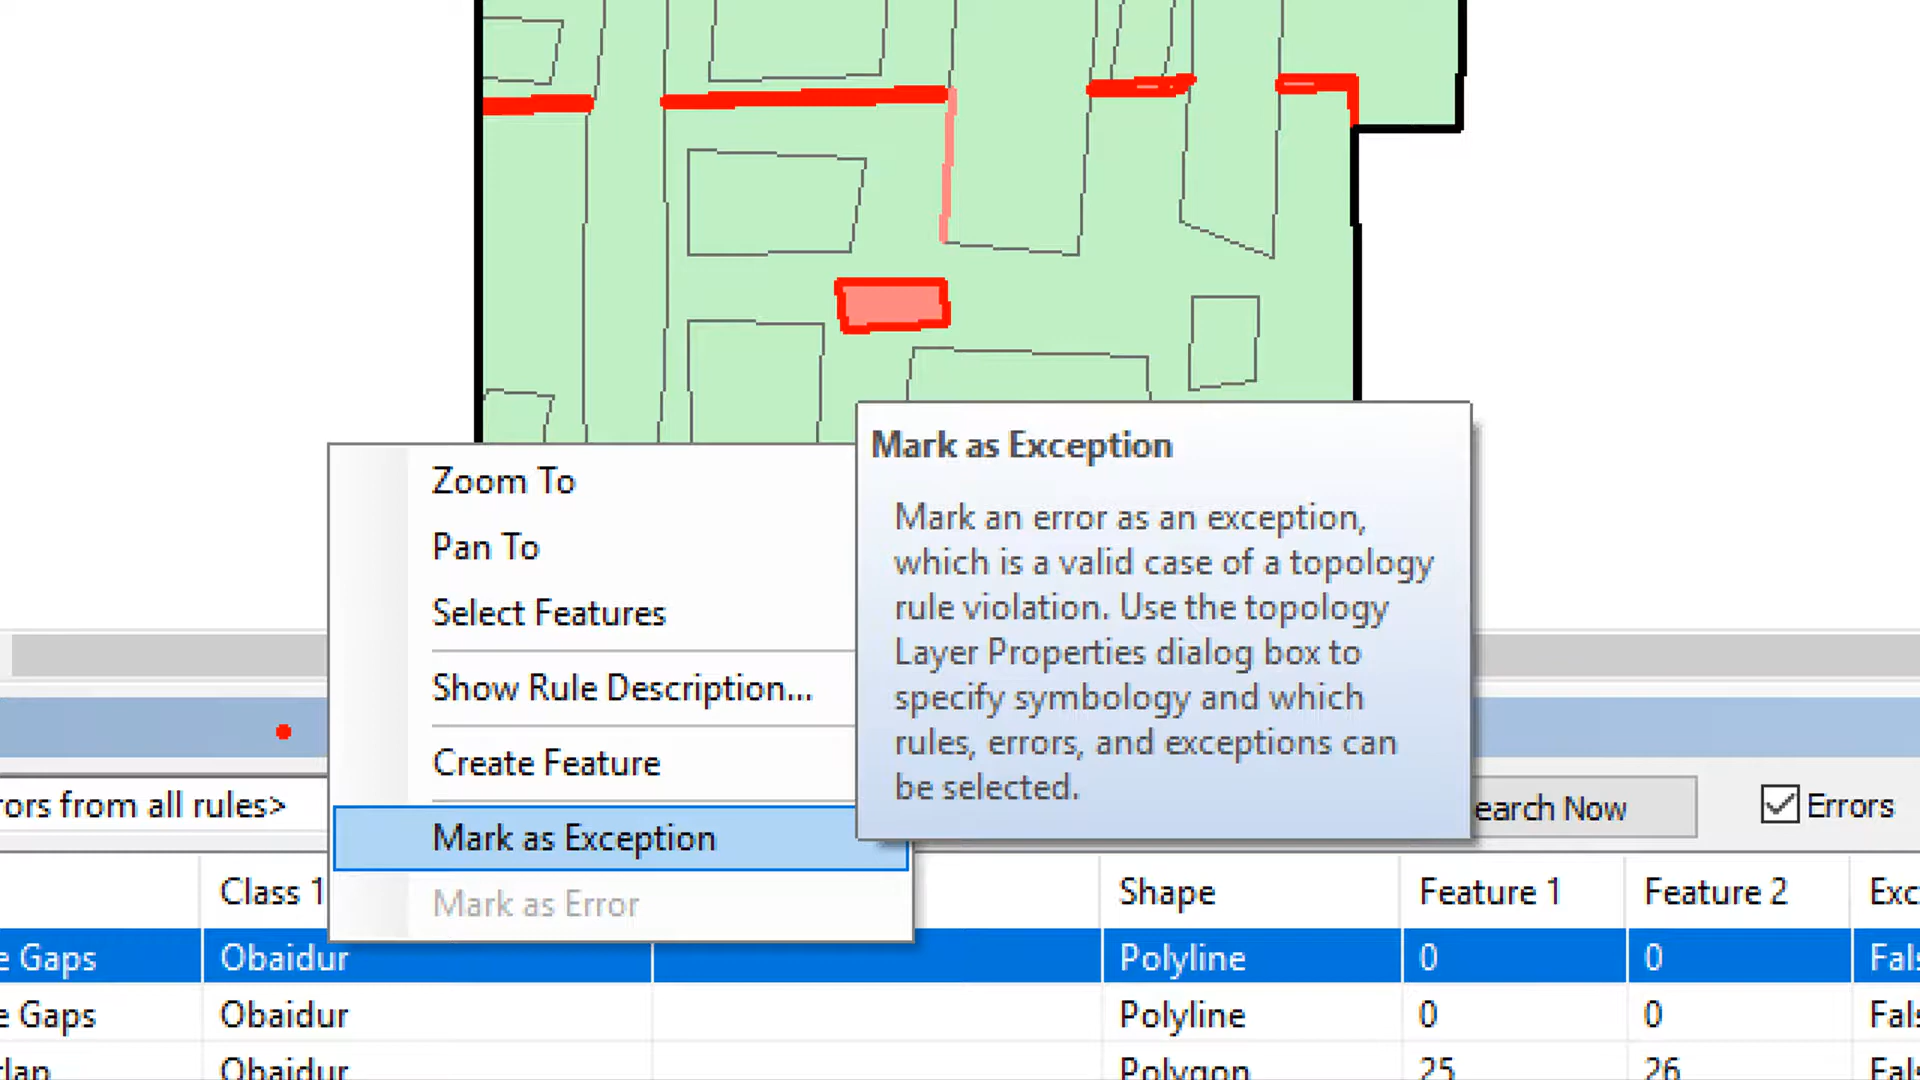 Mark as Exception
Mark an error as an exception,
which is a valid case of a topology
rule violation. Use the topology
Layer Properties dialog box to
specify symbology and which
rules, errors, and exceptions can
be selected.
Zoom To
Pan To
Select Features
Show Rule Description...
Create Feature
Mark as Exception
Mark as Error
rors from all rules>
earch Now
Errors
Class 1 Shape Feature 1 Feature 2 Exc
e Gaps Obaidur Polyline 0 0 Fals
e Gaps Obaidur Polyline 0 0 Fals
rlap Obaidur Polygon 25 26 Fals